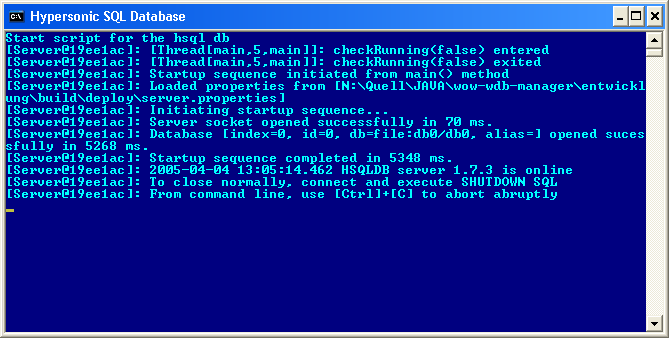 Hypersonic SQL Database
Start script for the hsql db
[Server@19ee1ac]: [Thread[main,5,main]]: checkRunning(false) entered
[Server@19ee1ac]: [Thread[main,5,main]]: checkRunning(false) exited
[Server@19ee1ac]: Startup sequence initiated from main() method
[Server@19ee1ac]: Loaded properties from [N:\Quell\JAVA\wow-wdb-manager\entwickl
ung\build\deploy\server.properties]
[Server@19ee1ac]: Initiating startup sequence...
[Server@19ee1ac]: Server socket opened successfully in 70 ms.
[Server@19ee1ac]: Database [index=0, id=0, db=file:db0/db0, alias=] opened suces
sfully in 5268 ms.
[Server@19ee1ac]: Startup sequence completed in 5348 ms.
[Server@19ee1ac]: 2005-04-04 13:05:14.462 HSQLDB server 1.7.3 is online
[Server@19ee1ac]: To close normally, connect and execute SHUTDOWN SQL
[Server@19ee1ac]: From command line, use [Ctrl]+[C] to abort abruptly